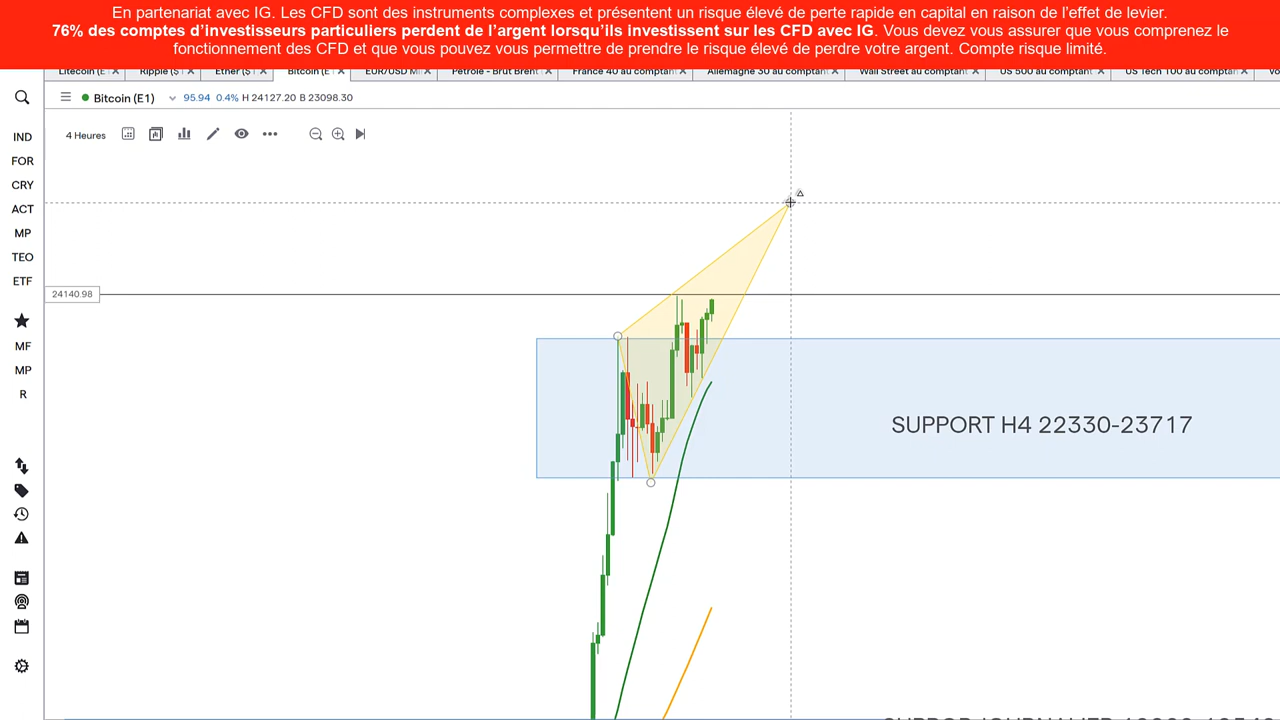 En partenariat avec IG. Les CFD sont des instruments complexes et présentent un risque élevé de perte rapide en capital en raison de l'effet de levier.
76% des comptes d'investisseurs particuliers perdent de l'argent lorsqu'ils investissent sur les CFD avec IG. Vous devez vous assurer que vous comprenez le
fonctionnement des CFD et que vous pouvez vous permettre de prendre le risque élevé de perdre votre argent. Compte risque limité.
Litecoin (E Ripple ($ Ether ($ Bitcoin (E EUR/USD Mi Pétrole - Brut Brent France 40 au comptant Allemagne 30 au comptant Wall Street au comptant US 500 au comptant US Tech 100 au comptant
Bitcoin (E1) 95.94 0.4% H 24127.20 B 23098.30
4 Heures
IND
FOR
CRY
ACT
MP
TEO
ETF
MF
MP
R
24140.98
SUPPORT H4 22330-23717